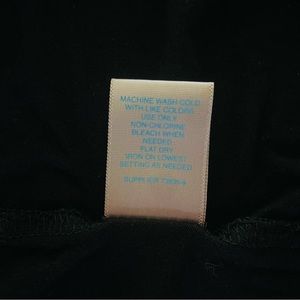 MACHINE WASH COLD
WITH LIKE COLORS
USE ONLY
NON-CHLORINE
BLEACH WHEN
NEEDED
FLAT DRY
IRON ON LOWEST
SETTING AS NEEDED